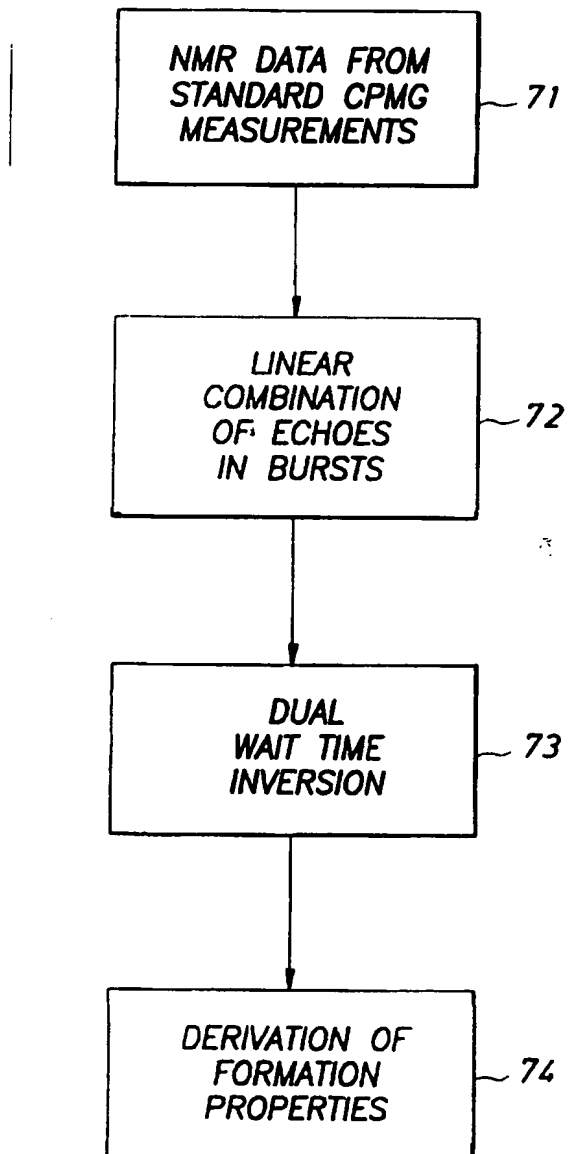 NMR DATA FROM
STANDARD CPMG
MEASUREMENTS
71
LINEAR
COMBINATION
OF ECHOES
IN BURSTS
72
DUAL
WAIT TIME
INVERSION
73
DERIVATION OF
FORMATION
PROPERTIES
74